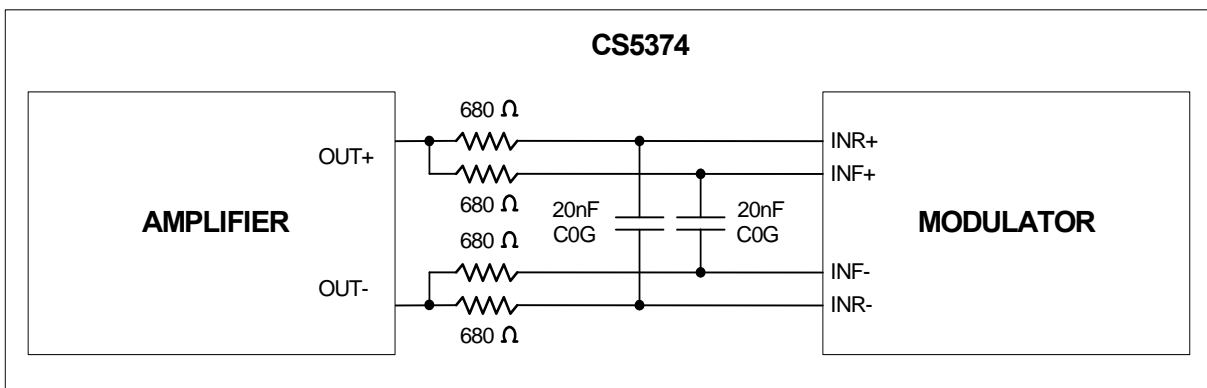 CS5374
680 Ω
INR+
OUT+
INF+
680 Ω
20nF
C0G
20nF
C0G
AMPLIFIER
MODULATOR
680 Ω
INF-
OUT-
INR-
680 Ω